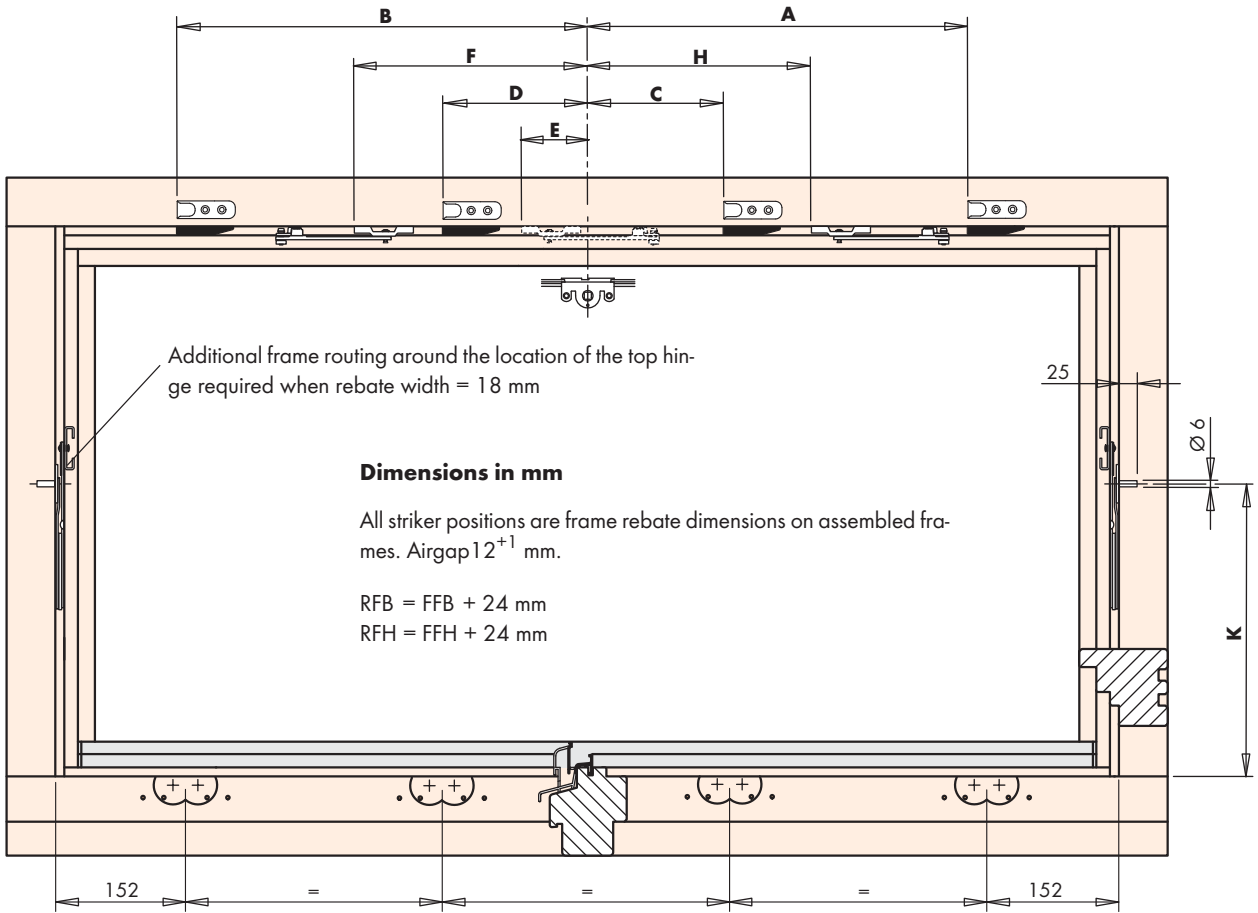 B
A
F
H
D
C
E
Additional frame routing around the location of the top hin-
ge required when rebate width = 18 mm
25
Ø 6
Dimensions in mm
All striker positions are frame rebate dimensions on assembled fra-
mes. Airgap12+1 mm.
RFB = FFB + 24 mm
RFH = FFH + 24 mm
K
152
=
=
=
152